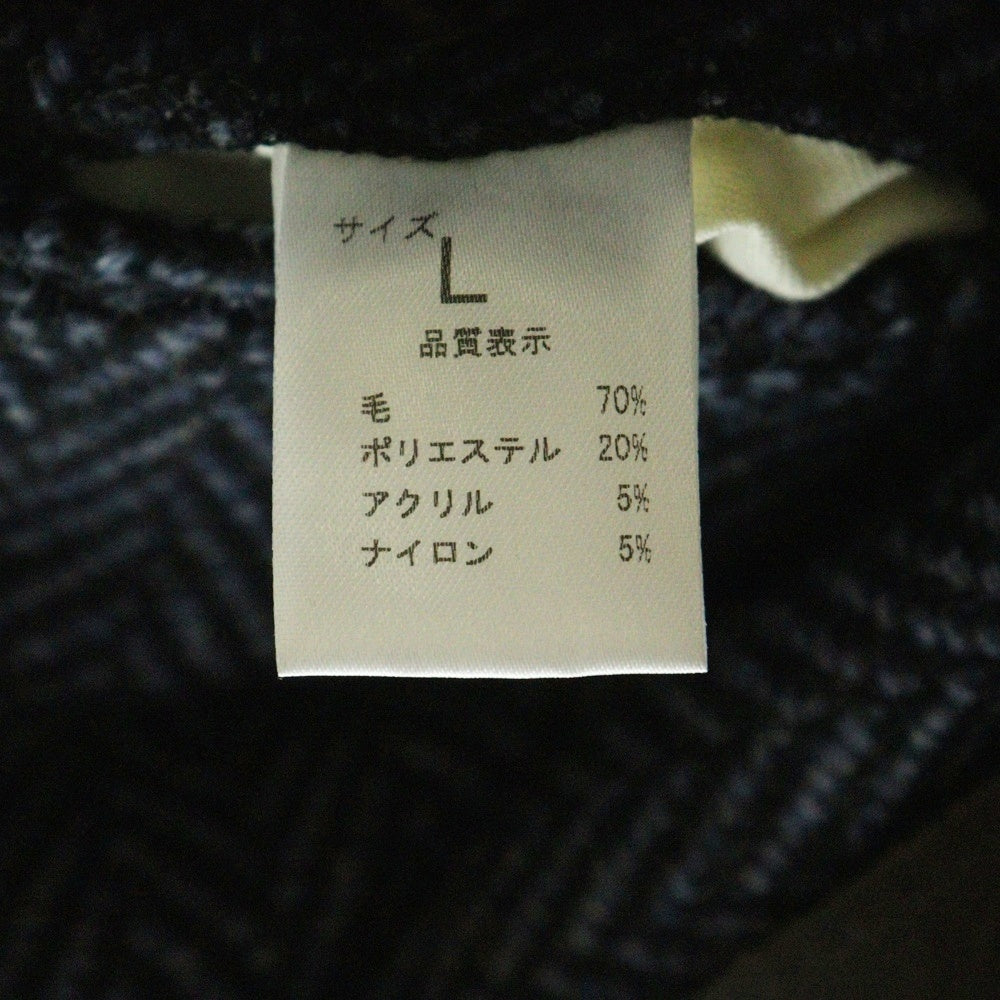 サイズ
L
品質表示
毛 70%
ポリエステル 20%
アクリル 5%
ナイロン 5%